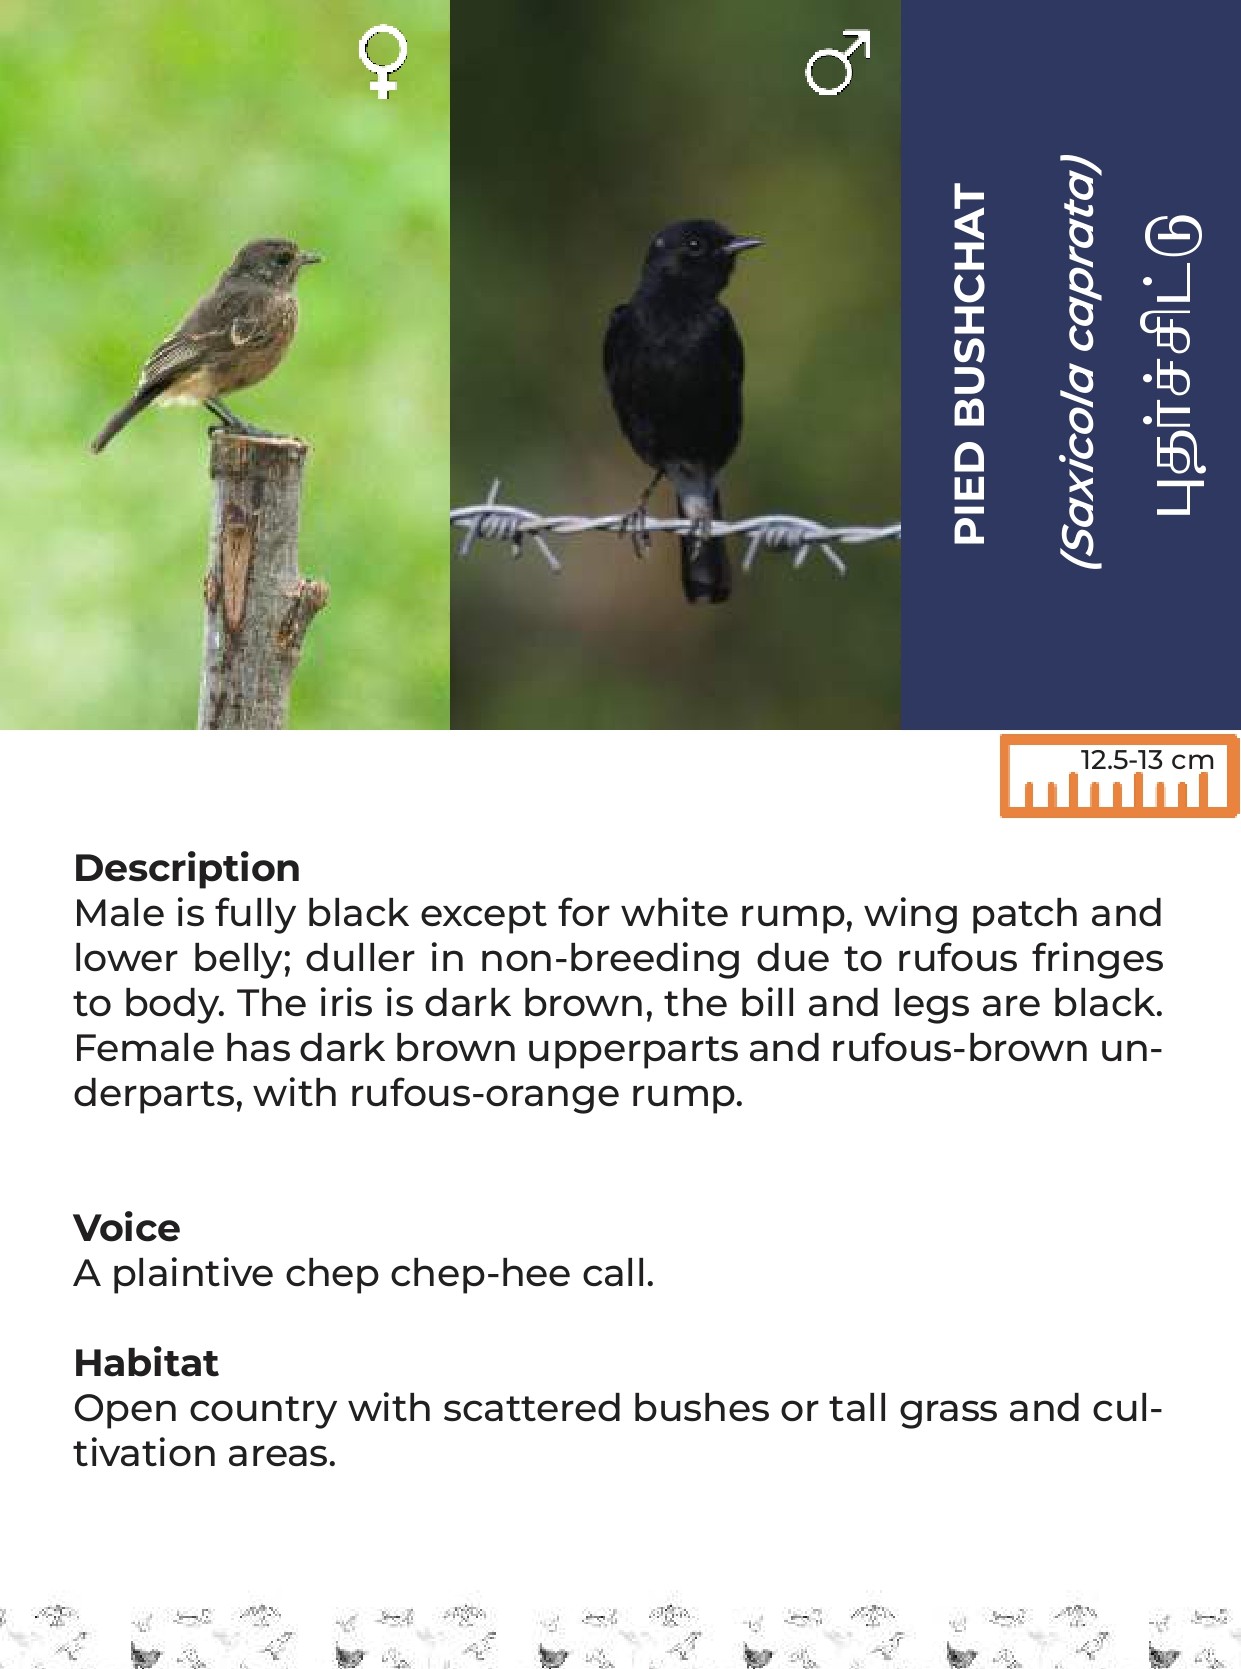 ♀
♂
PIED BUSHCHAT
(Saxicola caprata)
புதர்ச்சிட்டு
12.5-13 cm
Description
Male is fully black except for white rump, wing patch and
lower belly; duller in non-breeding due to rufous fringes
to body. The iris is dark brown, the bill and legs are black.
Female has dark brown upperparts and rufous-brown un-
derparts, with rufous-orange rump.
Voice
A plaintive chep chep-hee call.
Habitat
Open country with scattered bushes or tall grass and cul-
tivation areas.